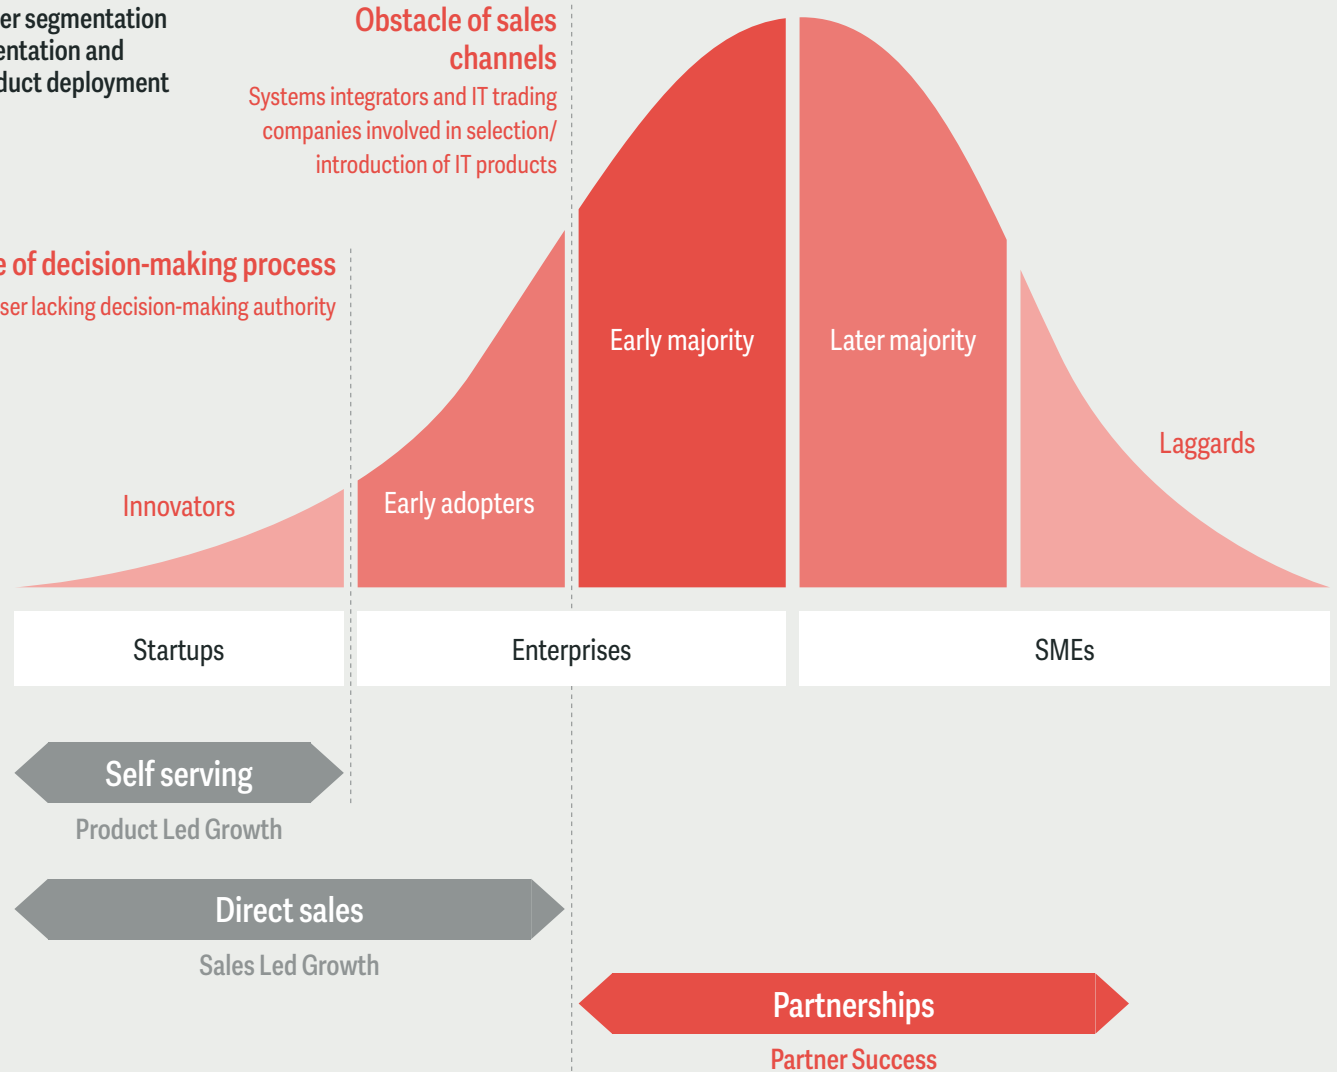 er segmentation
entation and
duct deployment
Obstacle of sales
channels
Systems integrators and IT trading
companies involved in selection/
introduction of IT products
e of decision-making process
ser lacking decision-making authority
Innovators
Early adopters
Early majority
Later majority
Laggards
Startups
Enterprises
SMEs
Self serving
Product Led Growth
Direct sales
Sales Led Growth
Partnerships
Partner Success